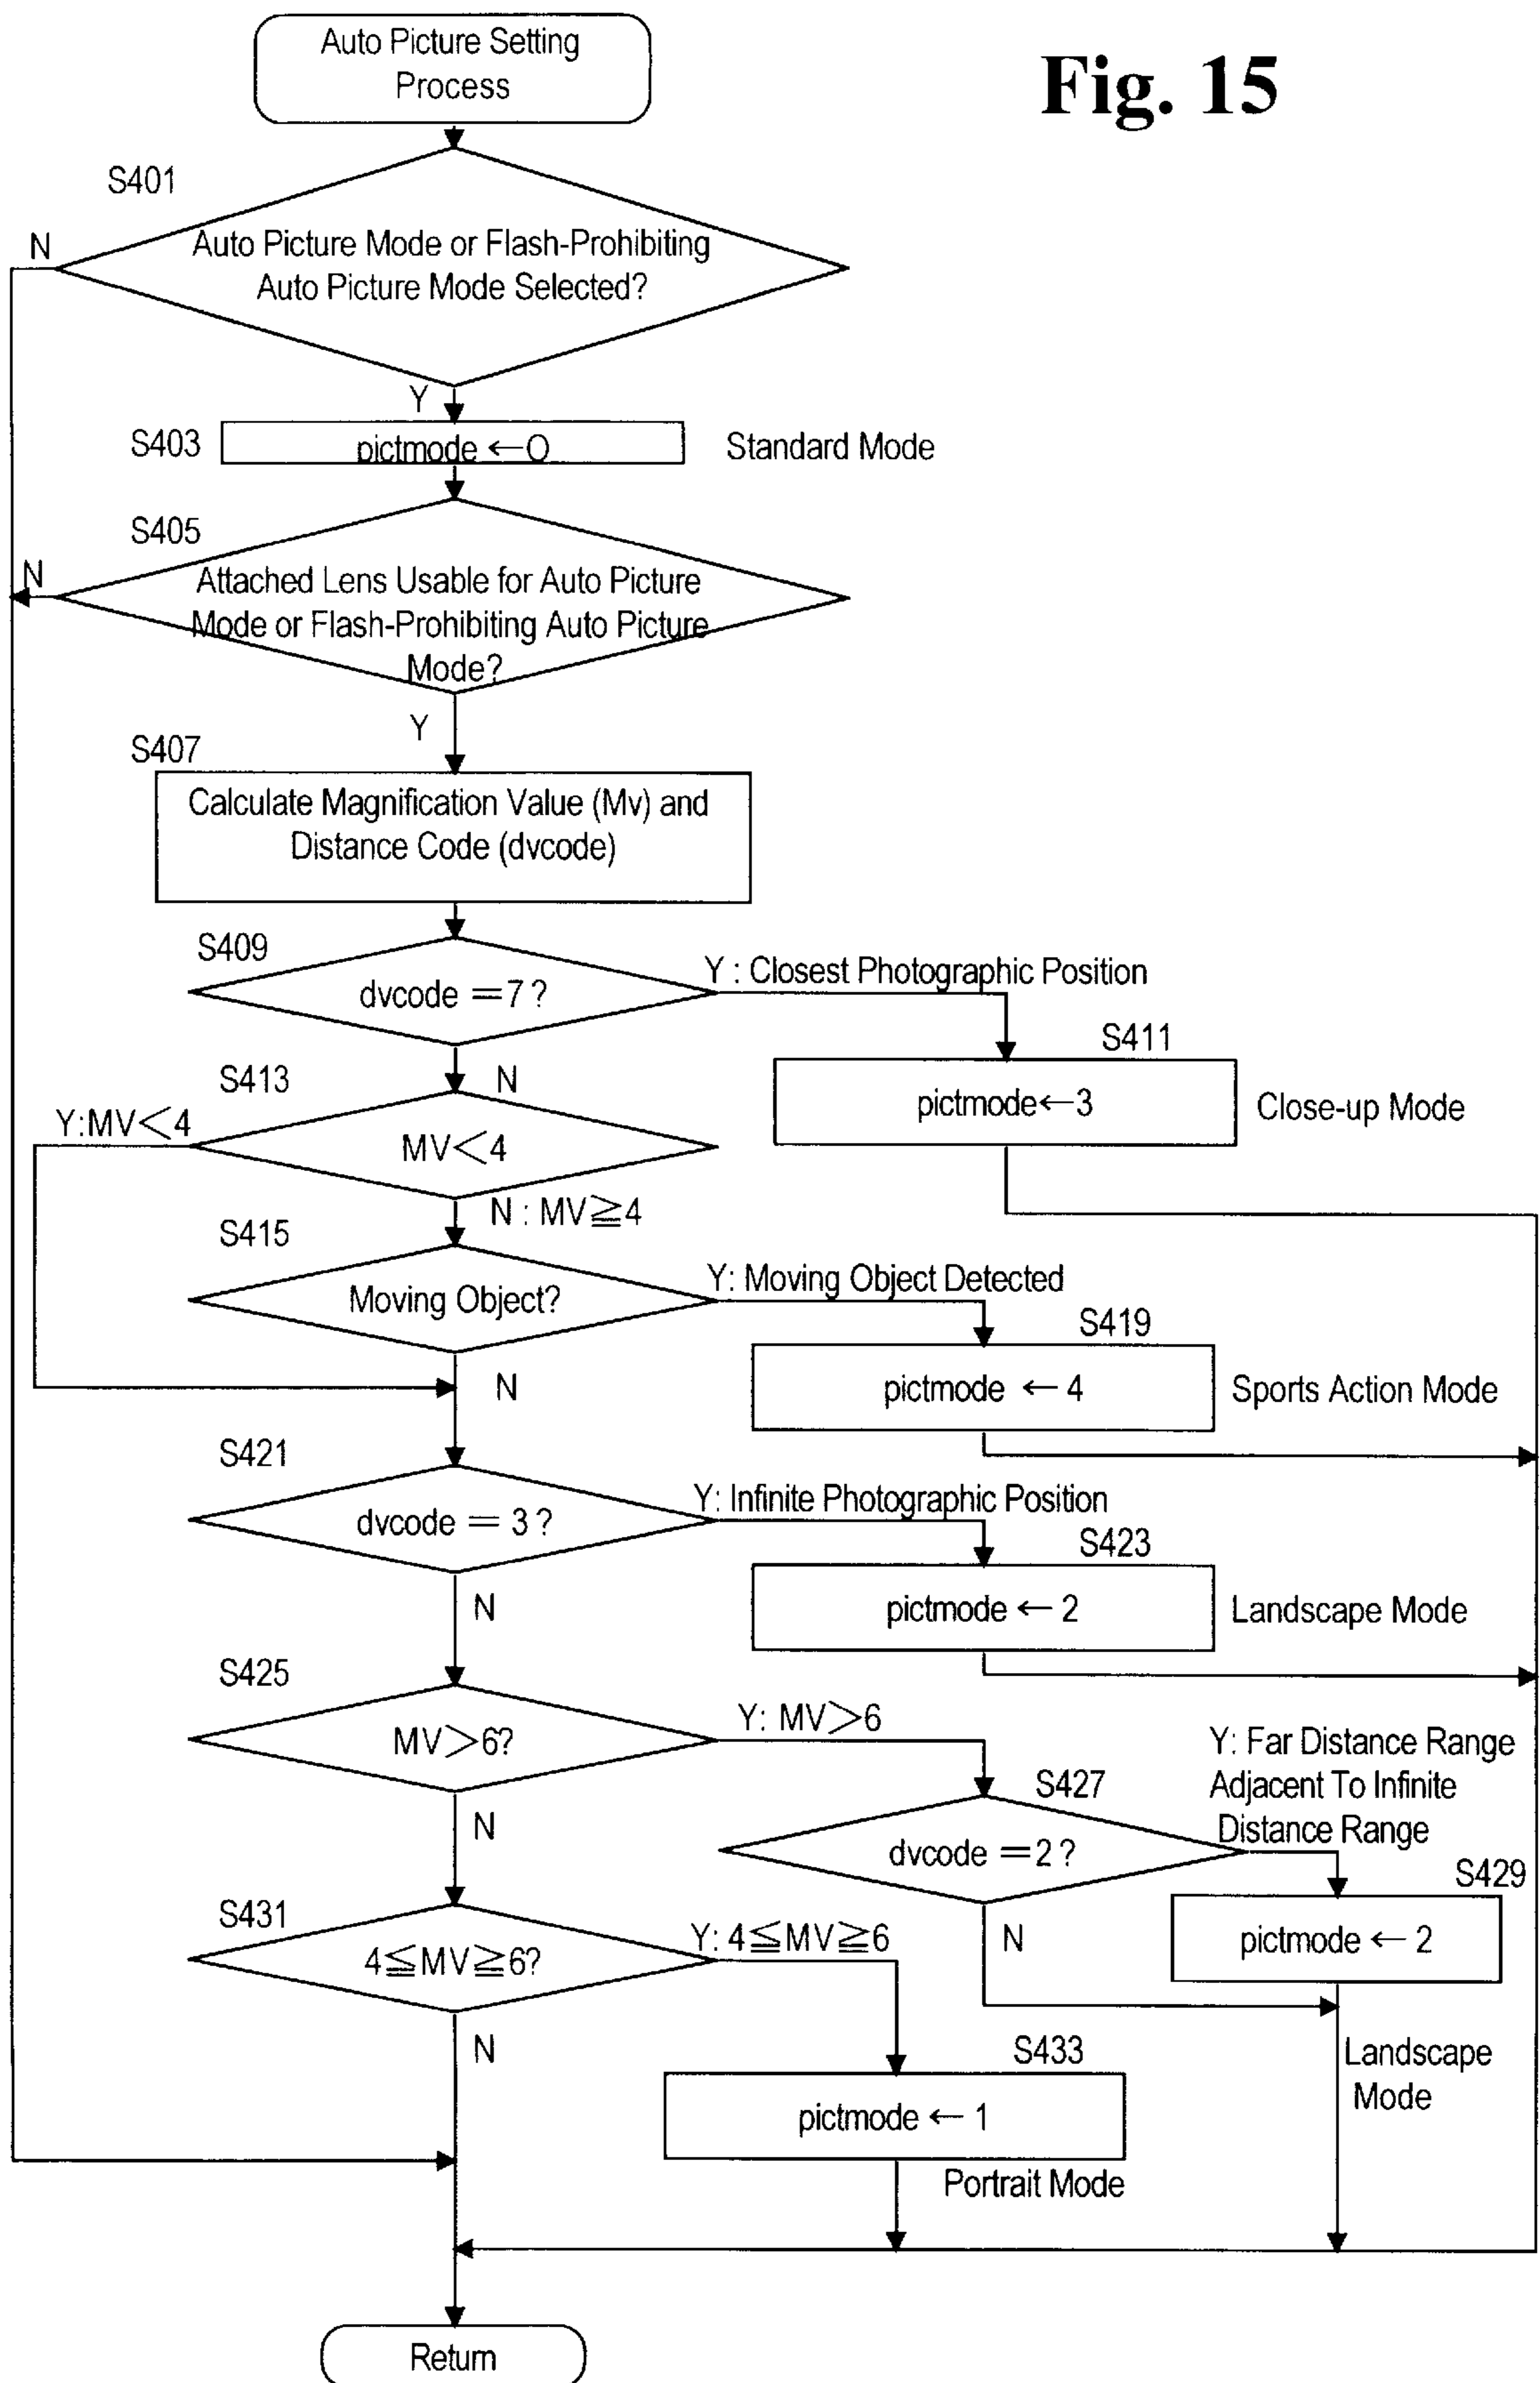 Auto Picture Setting
Process
Fig. 15
S401
N
Auto Picture Mode or Flash-Prohibiting
Auto Picture Mode Selected?
Y
S403
pictmode ←O
Standard Mode
S405
N
Attached Lens Usable for Auto Picture
Mode or Flash-Prohibiting Auto Picture
Mode?
Y
S407
Calculate Magnification Value (Mv) and
Distance Code (dvcode)
S409
dvcode =7?
Y : Closest Photographic Position
S411
pictmode←3
Close-up Mode
N
S413
Y:MV<4
MV<4
N : MV≧4
S415
Moving Object?
Y: Moving Object Detected
S419
pictmode ← 4
Sports Action Mode
N
S421
dvcode = 3?
Y: Infinite Photographic Position
S423
pictmode ← 2
Landscape Mode
N
S425
MV>6?
Y: MV>6
S427
dvcode =2?
Y: Far Distance Range
Adjacent To Infinite
Distance Range
S429
pictmode ← 2
N
Landscape
Mode
N
S431
4≦MV≧6?
Y: 4≦MV≧6
S433
pictmode ← 1
Portrait Mode
N
Return